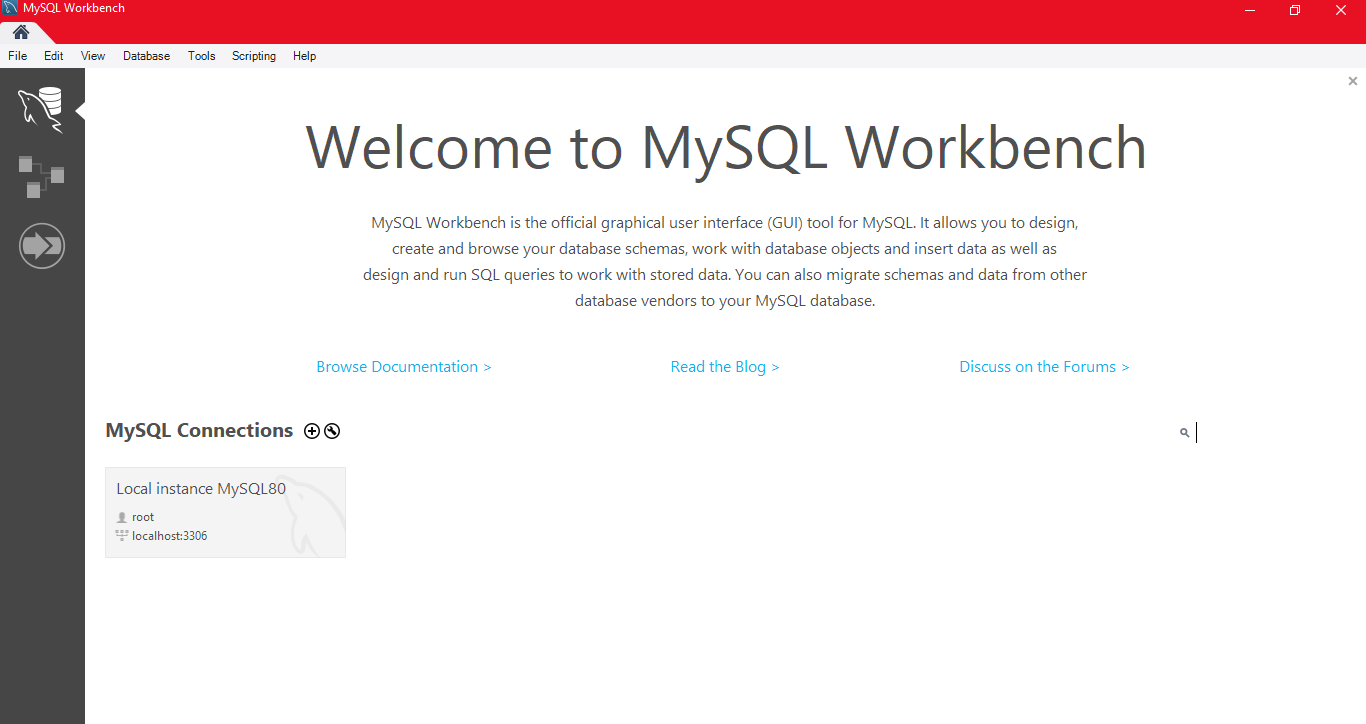 MySQL Workbench
File Edit View Database Tools Scripting Help
Welcome to MySQL Workbench
MySQL Workbench is the official graphical user interface (GUI) tool for MySQL. It allows you to design,
create and browse your database schemas, work with database objects and insert data as well as
design and run SQL queries to work with stored data. You can also migrate schemas and data from other
database vendors to your MySQL database.
Browse Documentation > Read the Blog > Discuss on the Forums >
MySQL Connections
Local instance MySQL80
root
localhost:3306